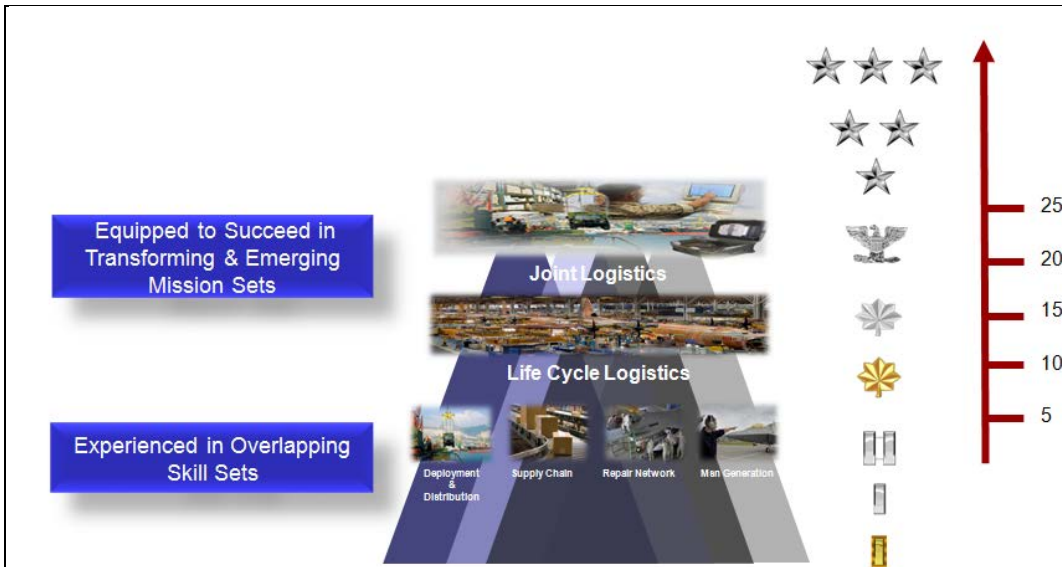 Equipped to Succeed in
Transforming & Emerging
Mission Sets
Joint Logistics
Life Cycle Logistics
Experienced in Overlapping
Skill Sets
Deployment
&
Distribution
Supply Chain
Repair Network
Msn Generation
25
20
15
10
5